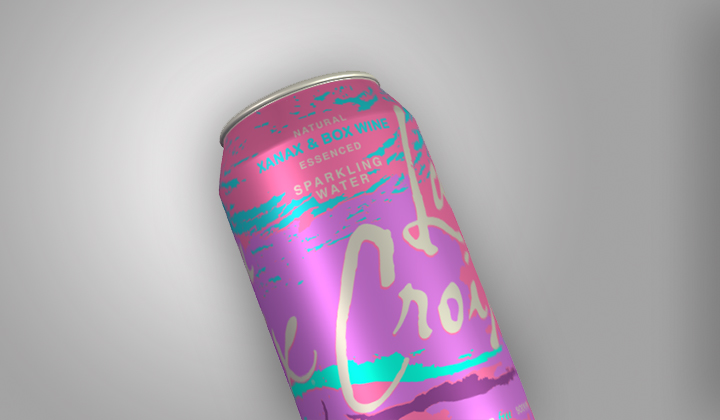 NATURAL
XANAX & BOX WINE
ESSENCED
SPARKLING
WATER
La
Croix